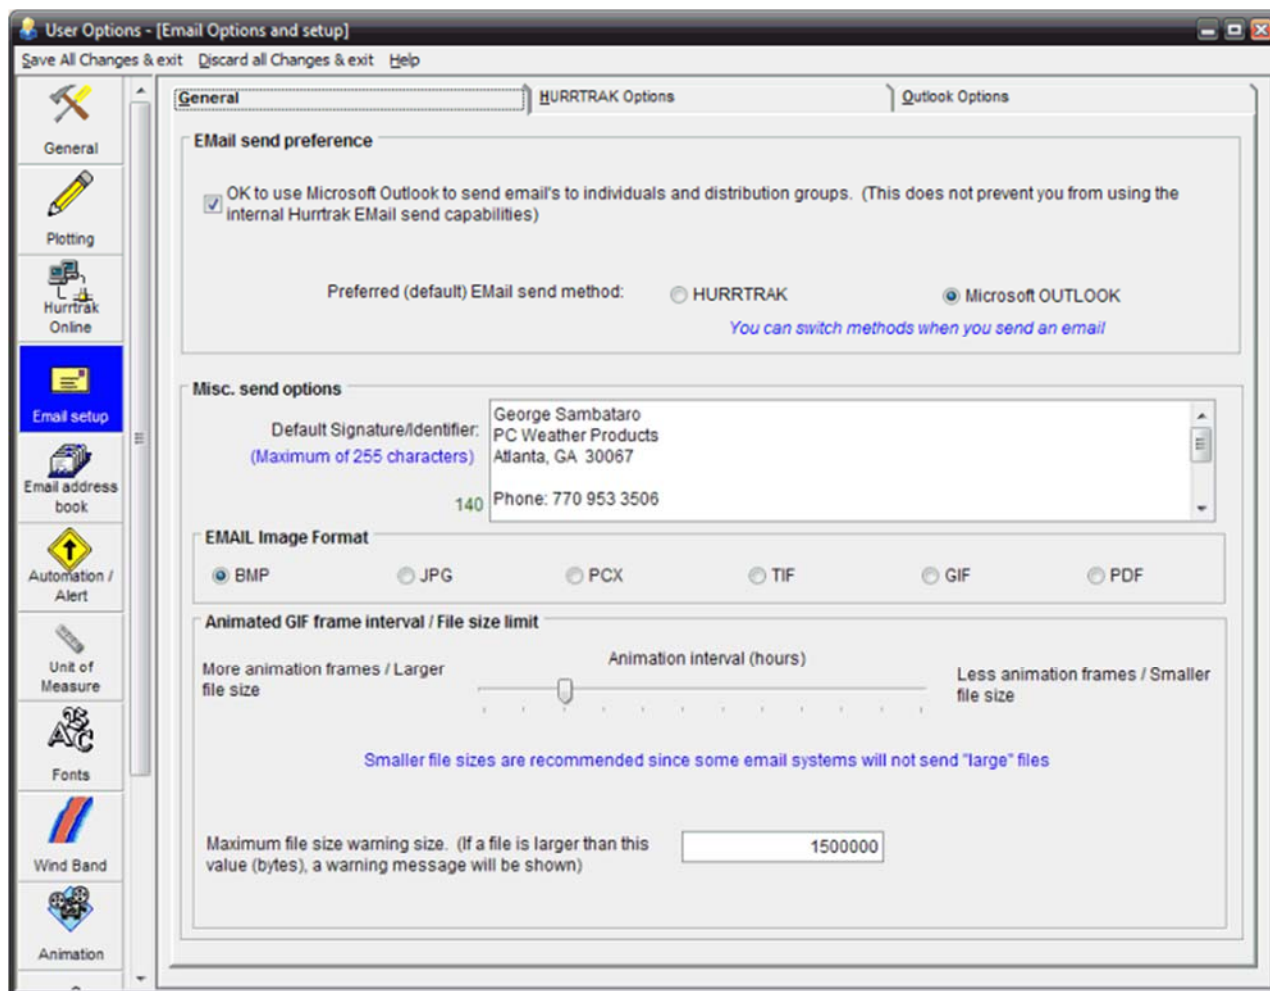 User Options - [Email Options and setup]
Save All Changes & exit Discard all Changes & exit Help
General
Plotting
Hurrtrak
Online
Email setup
Email address
book
Automation /
Alert
Unit of
Measure
Fonts
Wind Band
Animation
General
HURRTRAK Options
Outlook Options
EMail send preference
OK to use Microsoft Outlook to send email's to individuals and distribution groups. (This does not prevent you from using the
internal Hurrtrak EMail send capabilities)
Preferred (default) EMail send method:
HURRTRAK
Microsoft OUTLOOK
You can switch methods when you send an email
Misc. send options
Default Signature/Identifier:
(Maximum of 255 characters)
140
George Sambataro
PC Weather Products
Atlanta, GA 30067
Phone: 770 953 3506
EMAIL Image Format
BMP
JPG
PCX
TIF
GIF
PDF
Animated GIF frame interval / File size limit
More animation frames / Larger
file size
Animation interval (hours)
Less animation frames / Smaller
file size
Smaller file sizes are recommended since some email systems will not send "large" files
Maximum file size warning size. (If a file is larger than this
value (bytes), a warning message will be shown)
1500000